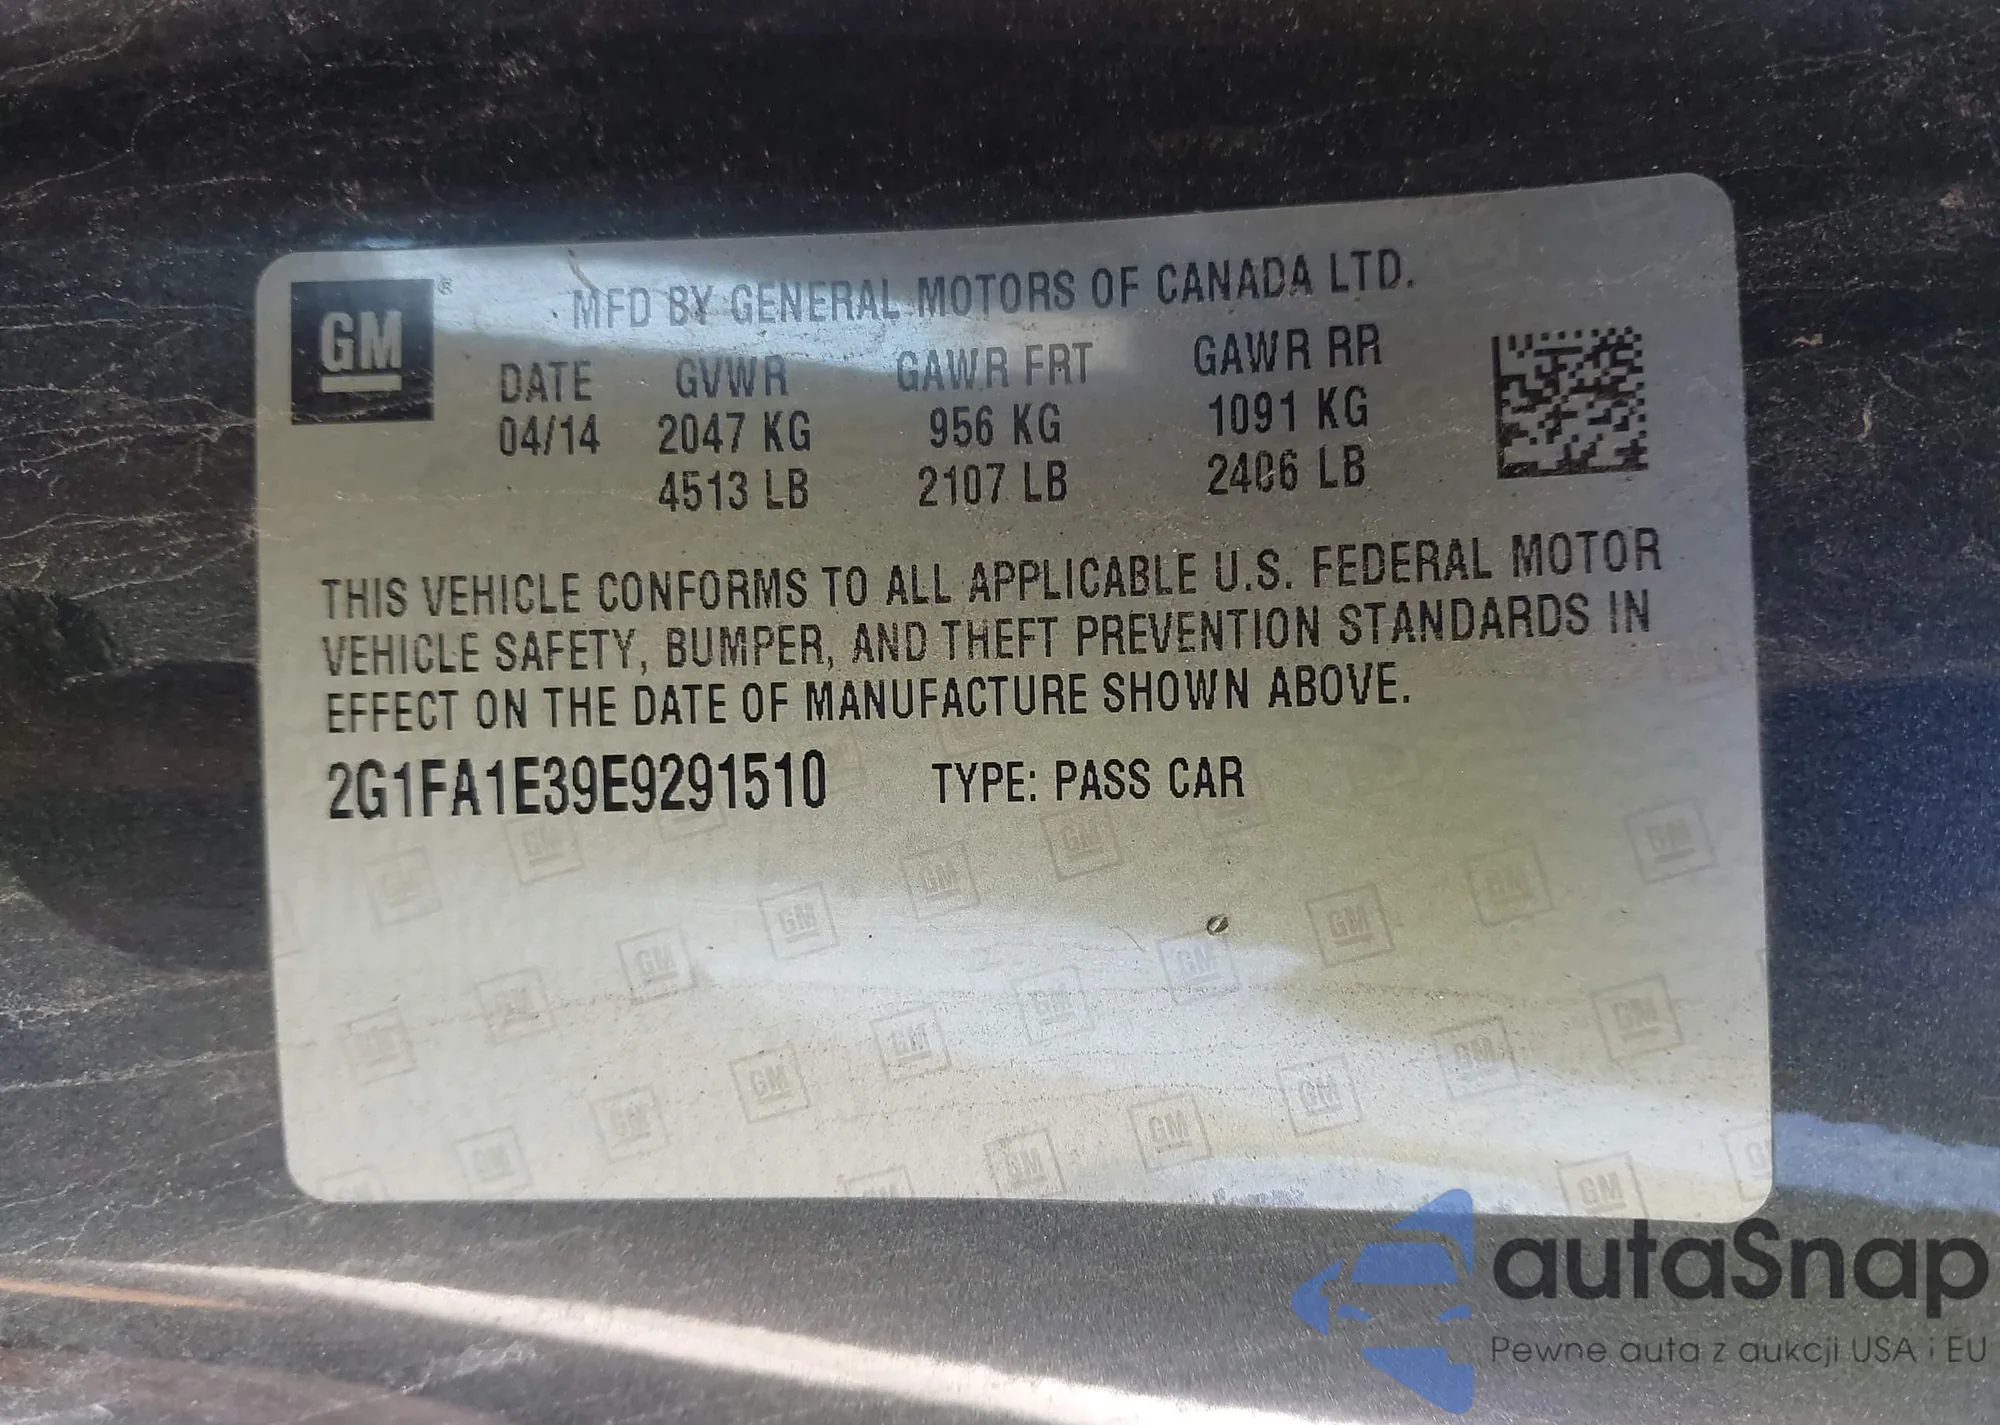 GM ®
MFD BY GENERAL MOTORS OF CANADA LTD.
DATE GVWR GAWR FRT GAWR RR
04/14 2047 KG 956 KG 1091 KG
4513 LB 2107 LB 2406 LB
THIS VEHICLE CONFORMS TO ALL APPLICABLE U.S. FEDERAL MOTOR
VEHICLE SAFETY, BUMPER, AND THEFT PREVENTION STANDARDS IN
EFFECT ON THE DATE OF MANUFACTURE SHOWN ABOVE.
2G1FA1E39E9291510 TYPE: PASS CAR
autaSnap
Pewne auta z aukcji USA i EU